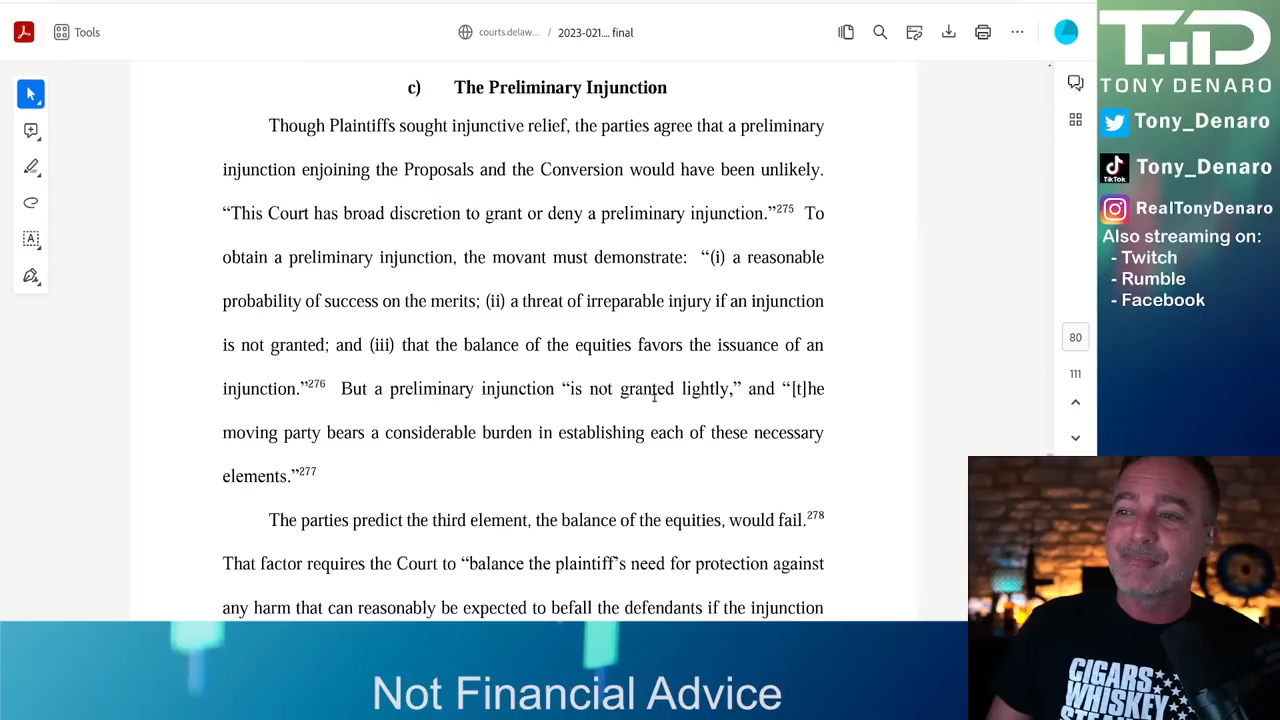 Tools
courts.delaw... / 2023-021.... final
c) The Preliminary Injunction
Though Plaintiffs sought injunctive relief, the parties agree that a preliminary
injunction enjoining the Proposals and the Conversion would have been unlikely.
“This Court has broad discretion to grant or deny a preliminary injunction.”275 To
obtain a preliminary injunction, the movant must demonstrate: “(i) a reasonable
probability of success on the merits; (ii) a threat of irreparable injury if an injunction
is not granted; and (iii) that the balance of the equities favors the issuance of an
injunction.”276 But a preliminary injunction “is not granted lightly,” and “[t]he
moving party bears a considerable burden in establishing each of these necessary
elements.”277
The parties predict the third element, the balance of the equities, would fail.278
That factor requires the Court to “balance the plaintiff’s need for protection against
any harm that can reasonably be expected to befall the defendants if the injunction
80
111
TD
TONY DENARO
Tony_Denaro
TikTok
Tony_Denaro
RealTonyDenaro
Also streaming on:
- Twitch
- Rumble
- Facebook
CIGARS
WHISKEY
Not Financial Advice